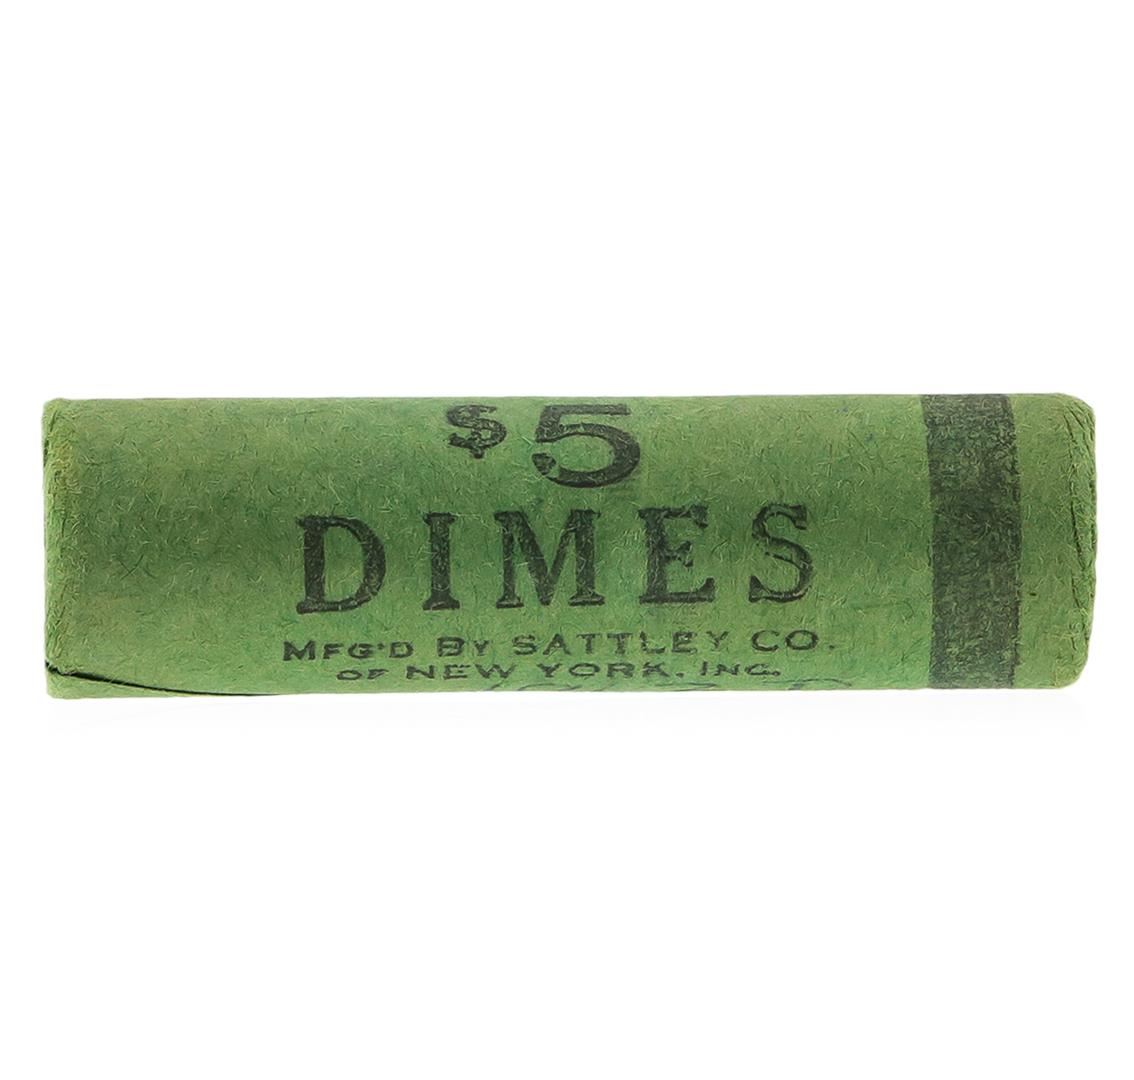 $5
DIMES
MFG'D BY SATTLEY CO.
OF NEW YORK, INC.